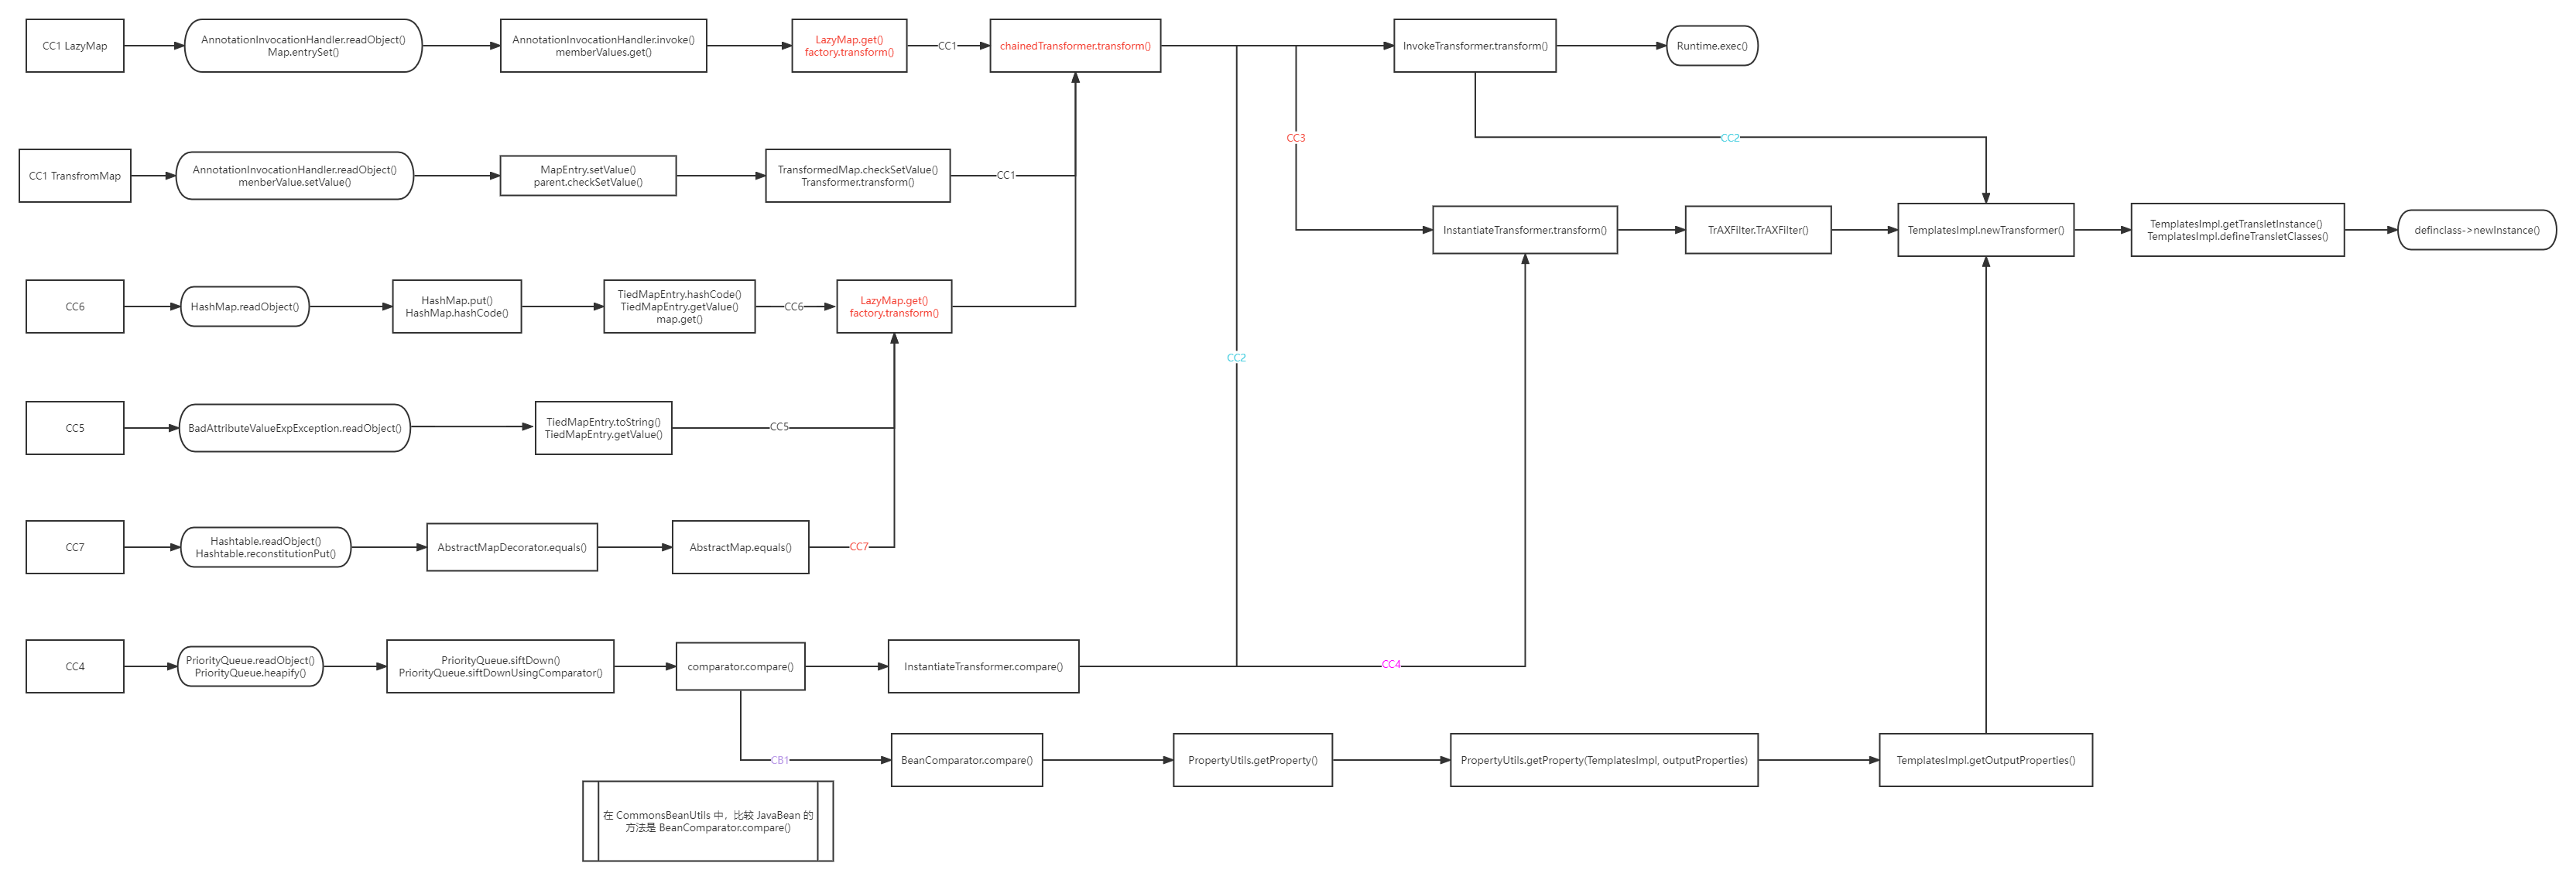 CC1 LazyMap
AnnotationInvocationHandler.readObject()
Map.entrySet()
AnnotationInvocationHandler.invoke()
memberValues.get()
LazyMap.get()
factory.transform()
CC1
chainedTransformer.transform()
InvokeTransformer.transform()
Runtime.exec()
CC3
CC2
CC1 TransfromMap
AnnotationInvocationHandler.readObject()
menberValue.setValue()
MapEntry.setValue()
parent.checkSetValue()
TransformedMap.checkSetValue()
Transformer.transform()
CC1
InstantiateTransformer.transform()
TrAXFilter.TrAXFilter()
TemplatesImpl.newTransformer()
TemplatesImpl.getTransletInstance()
TemplatesImpl.defineTransletClasses()
definclass->newInstance()
CC6
HashMap.readObject()
HashMap.put()
HashMap.hashCode()
TiedMapEntry.hashCode()
TiedMapEntry.getValue()
map.get()
CC6
LazyMap.get()
factory.transform()
CC2
CC5
BadAttributeValueExpException.readObject()
TiedMapEntry.toString()
TiedMapEntry.getValue()
CC5
CC7
Hashtable.readObject()
Hashtable.reconstitutionPut()
AbstractMapDecorator.equals()
AbstractMap.equals()
CC7
CC4
PriorityQueue.readObject()
PriorityQueue.heapify()
PriorityQueue.siftDown()
PriorityQueue.siftDownUsingComparator()
comparator.compare()
InstantiateTransformer.compare()
CC4
CB1
BeanComparator.compare()
PropertyUtils.getProperty()
PropertyUtils.getProperty(TemplatesImpl, outputProperties)
TemplatesImpl.getOutputProperties()
在 CommonsBeanUtils 中，比较 JavaBean 的
方法是 BeanComparator.compare()